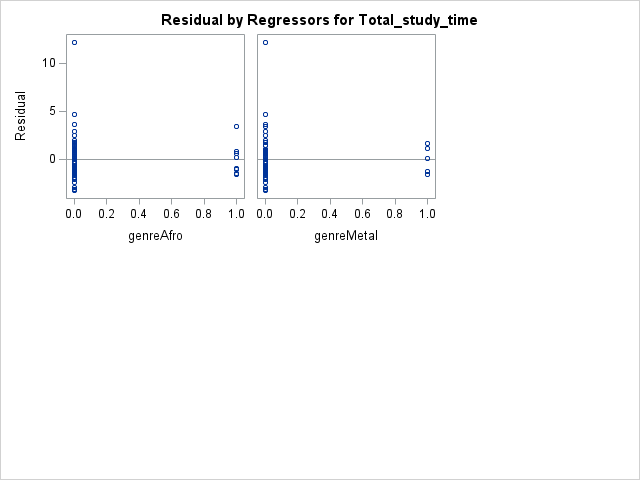 Residual by Regressors for Total_study_time
Residual
10
5
0
0.0 0.2 0.4 0.6 0.8 1.0
0.0 0.2 0.4 0.6 0.8 1.0
genreAfro
genreMetal